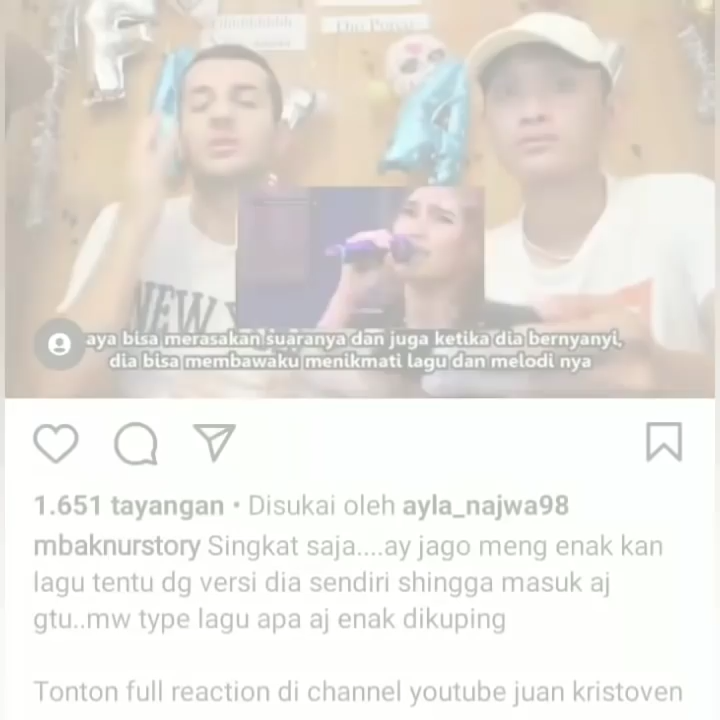 NEW
aya bisa merasakan suaranya dan juga ketika dia bernyanyi,
dia bisa membawaku menikmati lagu dan melodi nya
1.651 tayangan • Disukai oleh ayla_najwa98
mbaknurstory Singkat saja....ay jago meng enak kan
lagu tentu dg versi dia sendiri shingga masuk aj
gtu..mw type lagu apa aj enak dikuping
Tonton full reaction di channel youtube juan kristoven